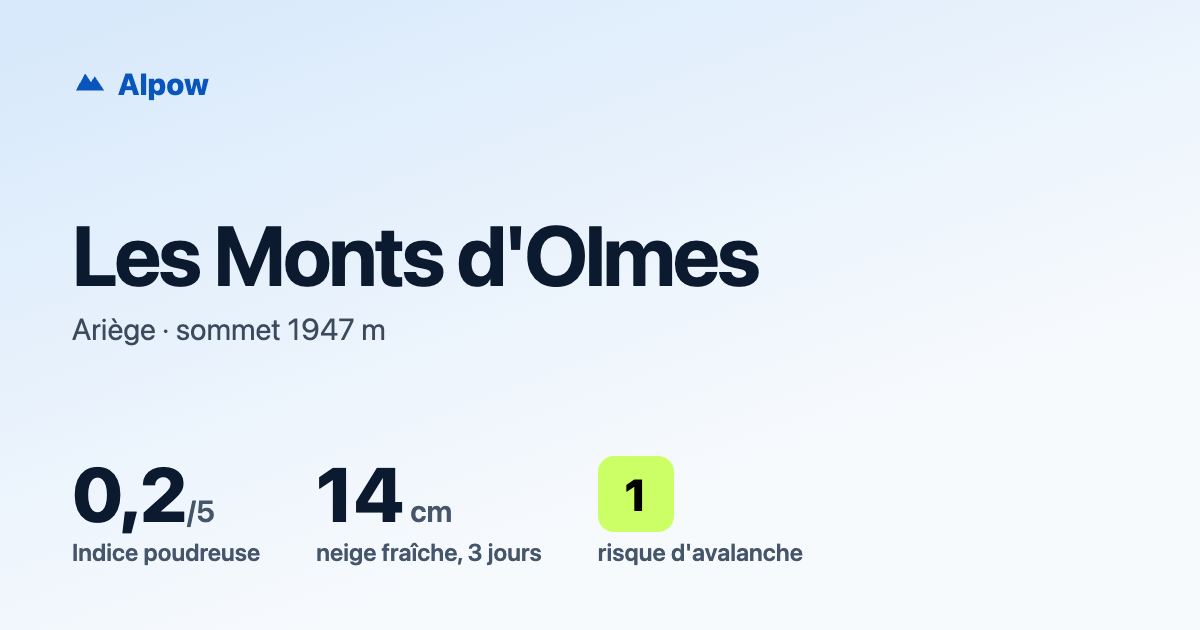 Alpow
Les Monts d'Olmes
Ariège · sommet 1947 m
0,2/5
Indice poudreuse
14 cm
neige fraîche, 3 jours
1
risque d'avalanche